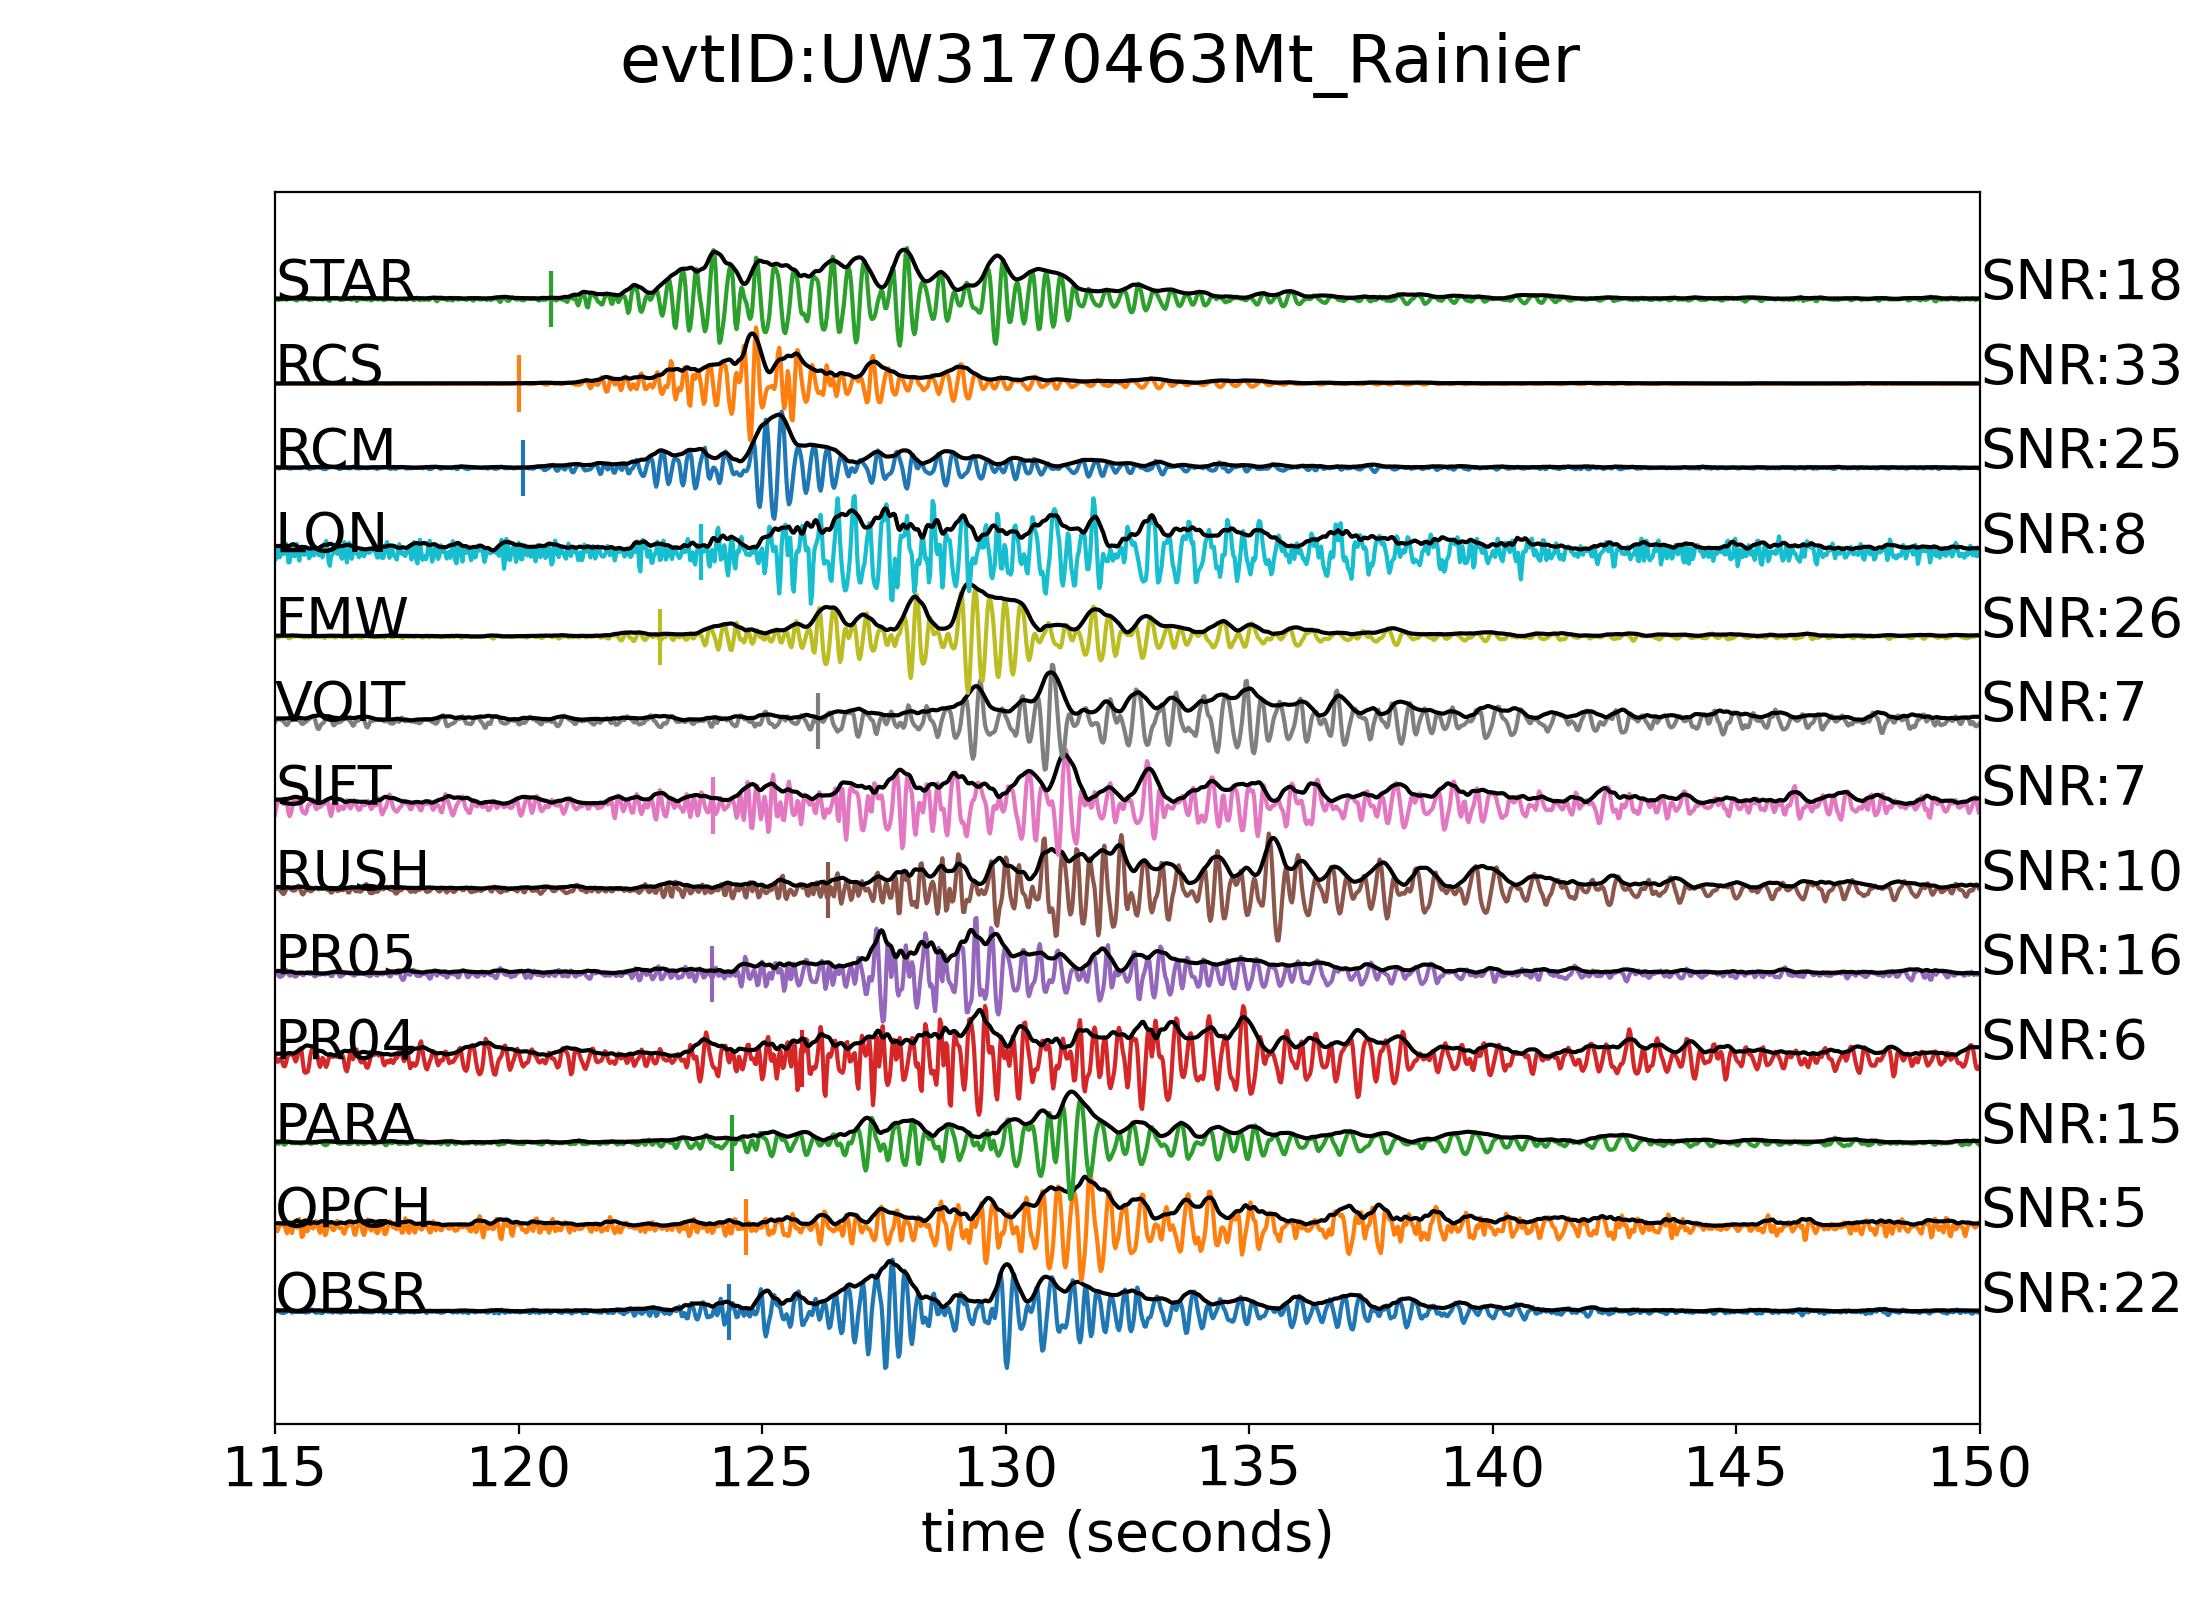 evtID:UW3170463Mt_Rainier
STAR SNR:18
RCS SNR:33
RCM SNR:25
LON SNR:8
FMW SNR:26
VOIT SNR:7
SIFT SNR:7
RUSH SNR:10
PR05 SNR:16
PR04 SNR:6
PARA SNR:15
OPCH SNR:5
OBSR SNR:22
115 120 125 130 135 140 145 150
time (seconds)